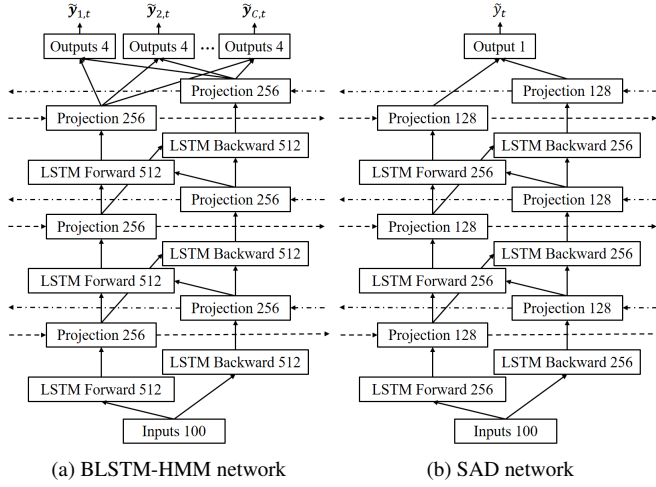 ỹ1,t ỹ2,t ỹC,t
Outputs 4 Outputs 4 ... Outputs 4
Projection 256
Projection 256
LSTM Backward 512
LSTM Forward 512
Projection 256
Projection 256
LSTM Backward 512
LSTM Forward 512
Projection 256
Projection 256
LSTM Backward 512
LSTM Forward 512
Inputs 100
(a) BLSTM-HMM network
ỹt
Output 1
Projection 128
Projection 128
LSTM Backward 256
LSTM Forward 256
Projection 128
Projection 128
LSTM Backward 256
LSTM Forward 256
Projection 128
Projection 128
LSTM Backward 256
LSTM Forward 256
Inputs 100
(b) SAD network